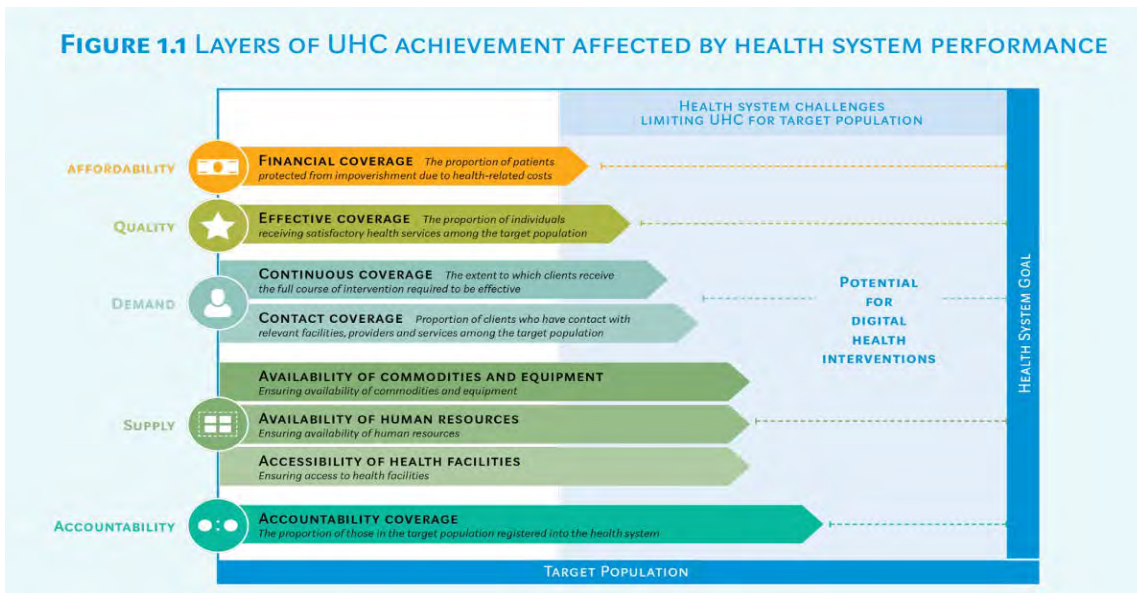 FIGURE 1.1 LAYERS OF UHC ACHIEVEMENT AFFECTED BY HEALTH SYSTEM PERFORMANCE
HEALTH SYSTEM CHALLENGES
LIMITING UHC FOR TARGET POPULATION
AFFORDABILITY
FINANCIAL COVERAGE The proportion of patients
protected from impoverishment due to health-related costs
QUALITY
EFFECTIVE COVERAGE The proportion of individuals
receiving satisfactory health services among the target population
DEMAND
CONTINUOUS COVERAGE The extent to which clients receive
the full course of intervention required to be effective
CONTACT COVERAGE Proportion of clients who have contact with
relevant facilities, providers and services among the target population
POTENTIAL
FOR
DIGITAL
HEALTH
INTERVENTIONS
SUPPLY
AVAILABILITY OF COMMODITIES AND EQUIPMENT
Ensuring availability of commodities and equipment
AVAILABILITY OF HUMAN RESOURCES
Ensuring availability of human resources
ACCESSIBILITY OF HEALTH FACILITIES
Ensuring access to health facilities
ACCOUNTABILITY
ACCOUNTABILITY COVERAGE
The proportion of those in the target population registered into the health system
HEALTH SYSTEM GOAL
TARGET POPULATION